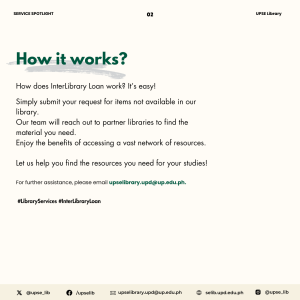 SERVICE SPOTLIGHT
02
UPSE Library
How it works?
How does InterLibrary Loan work? It's easy!
Simply submit your request for items not available in our
library.
Our team will reach out to partner libraries to find the
material you need.
Enjoy the benefits of accessing a vast network of resources.
Let us help you find the resources you need for your studies!
For further assistance, please email upselibrary.upd@up.edu.ph.
#LibraryServices #InterLibraryLoan
@upse_lib
/upselib
upselibrary.upd@up.edu.ph
selib.upd.edu.ph
@upse_lib